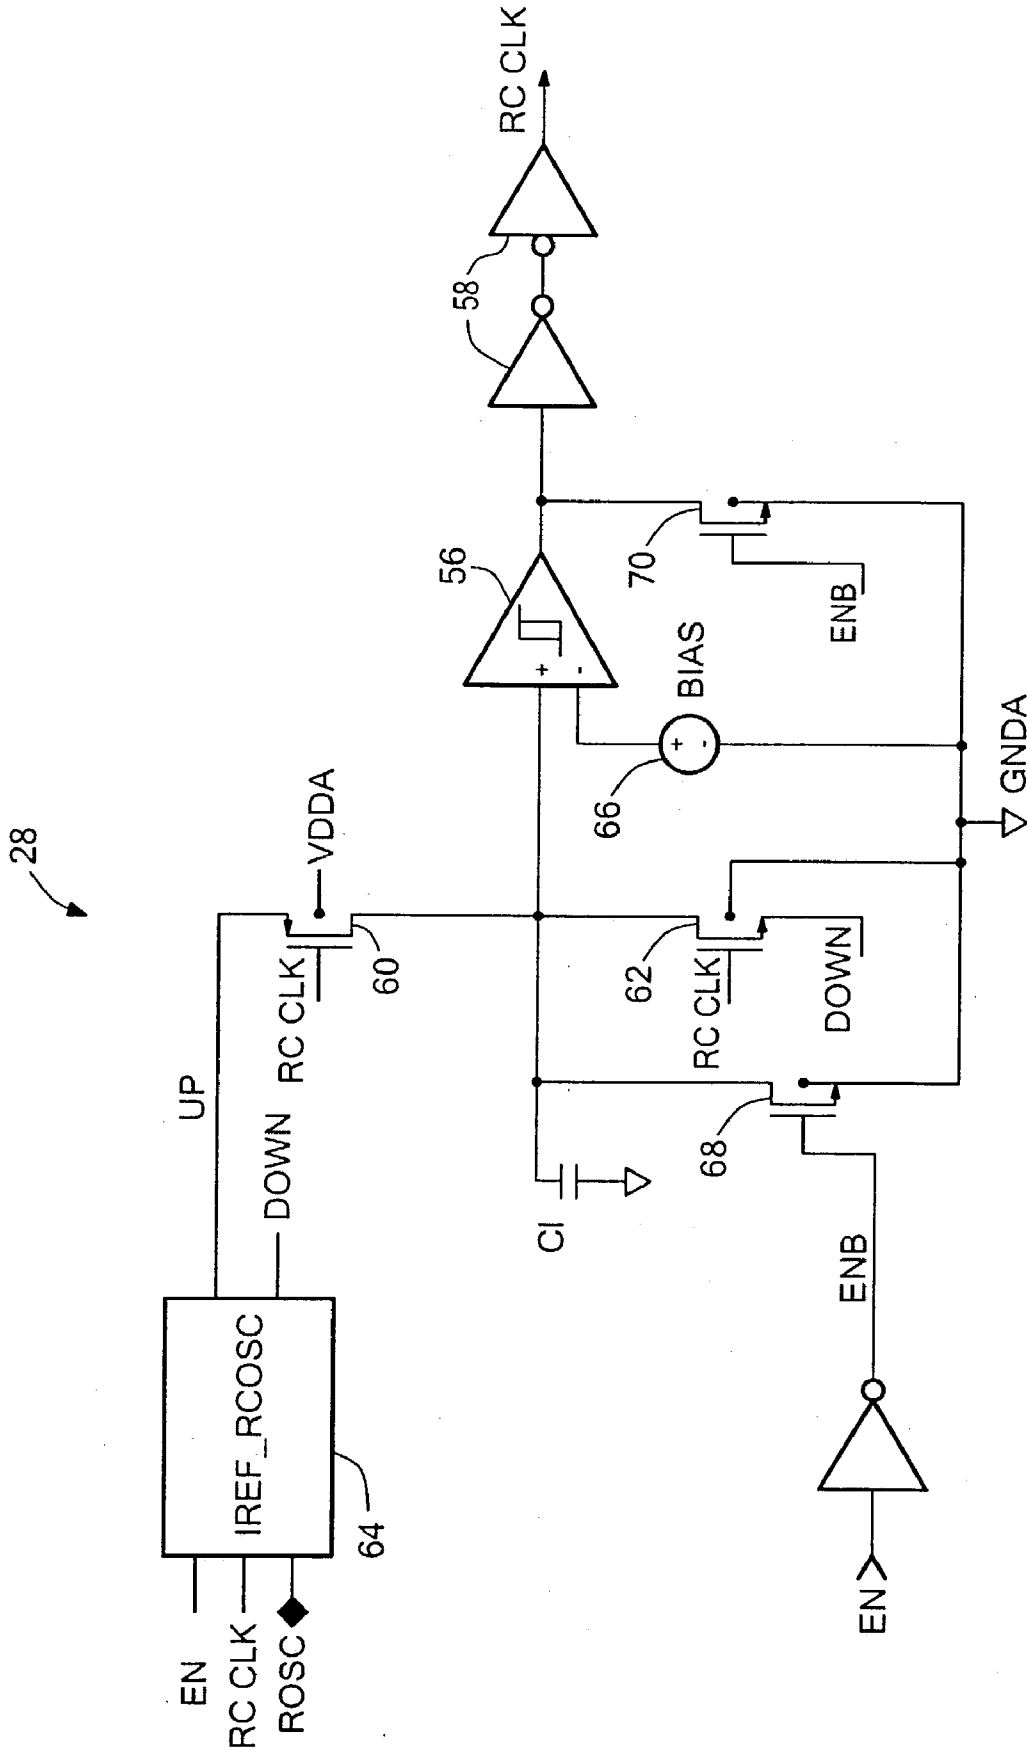 28
EN
RC CLK
ROSC
IREF_RCOSC
64
UP
DOWN
RC CLK
VDDA
60
CI
56
+
-
58
RC CLK
RC CLK
62
DOWN
66
+
-
BIAS
70
ENB
68
EN
ENB
GNDA